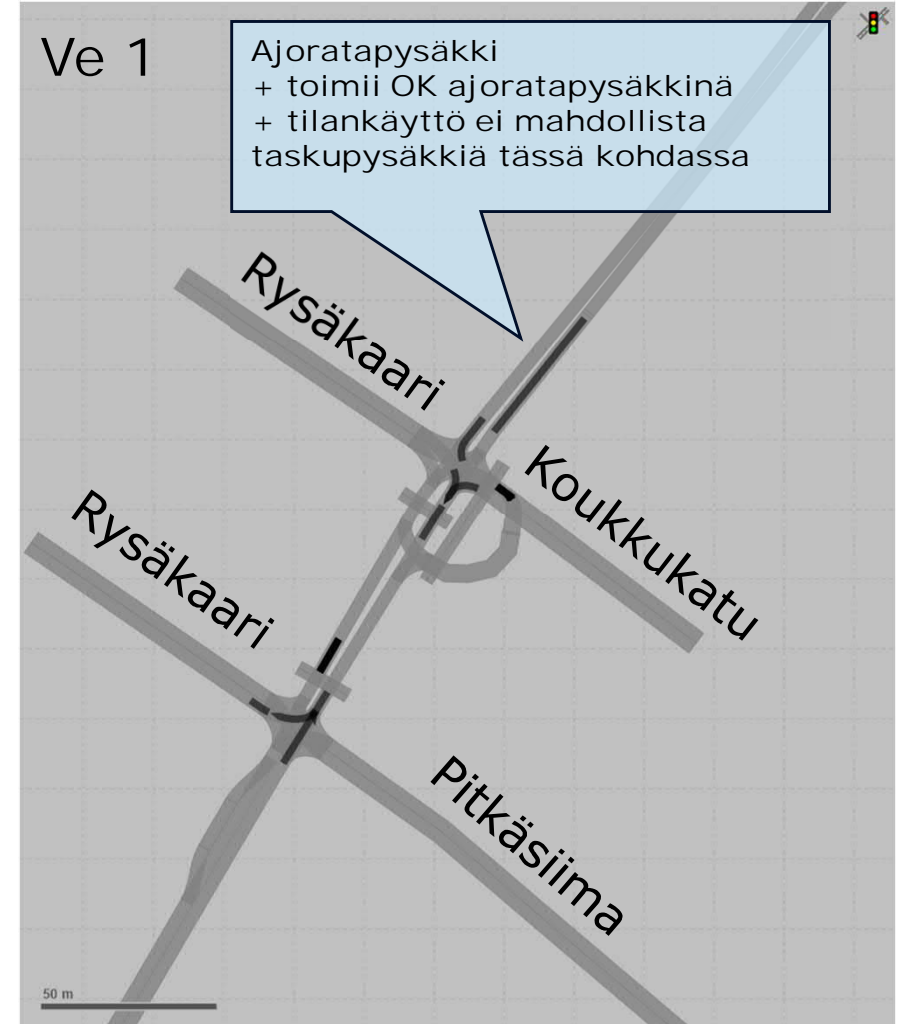 Ve 1
Ajoratapysäkki
+ toimii OK ajoratapysäkkinä
+ tilankäyttö ei mahdollista
taskupysäkkiä tässä kohdassa
Rysäkaari
Koukkukatu
Rysäkaari
Pitkäsiima
50 m